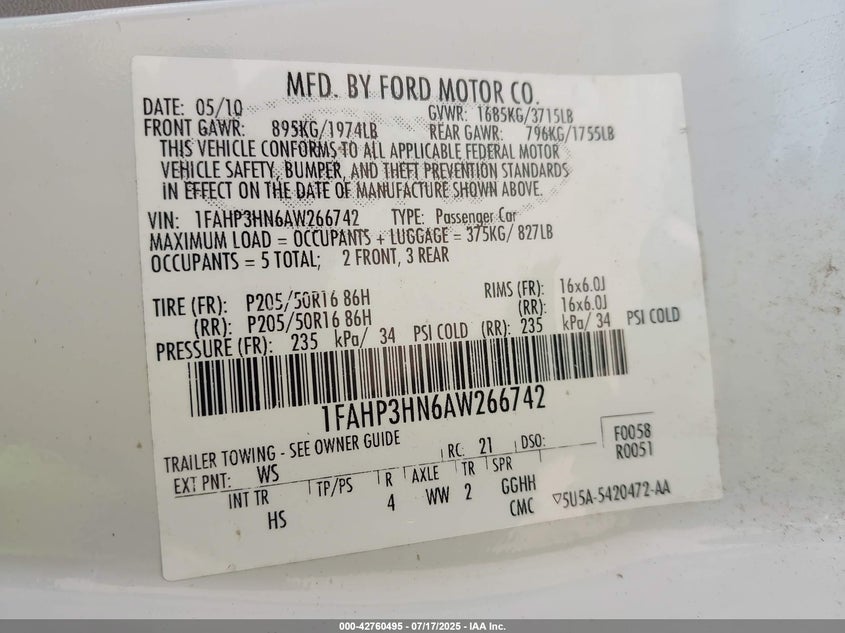 MFD. BY FORD MOTOR CO.
DATE: 05/10 GVWR: 1685KG/3715LB
FRONT GAWR: 895KG/1974LB REAR GAWR: 796KG/1755LB
THIS VEHICLE CONFORMS TO ALL APPLICABLE FEDERAL MOTOR
VEHICLE SAFETY, BUMPER, AND THEFT PREVENTION STANDARDS
IN EFFECT ON THE DATE OF MANUFACTURE SHOWN ABOVE.
VIN: 1FAHP3HN6AW266742 TYPE: Passenger Car
MAXIMUM LOAD = OCCUPANTS + LUGGAGE = 375KG/ 827LB
OCCUPANTS = 5 TOTAL; 2 FRONT, 3 REAR
TIRE (FR): P205/50R16 86H RIMS (FR): 16x6.0J
(RR): P205/50R16 86H (RR): 16x6.0J
PRESSURE (FR): 235 kPa/ 34 PSI COLD (RR): 235 kPa/ 34 PSI COLD
1FAHP3HN6AW266742
TRAILER TOWING - SEE OWNER GUIDE RC: 21 DSO: F0058
R0051
EXT PNT: WS
INT TR TP/PS R AXLE TR SPR
HS 4 WW 2 GGHH
CMC ▽5U5A-5420472-AA
000-42760495 - 07/17/2025 - IAA Inc.